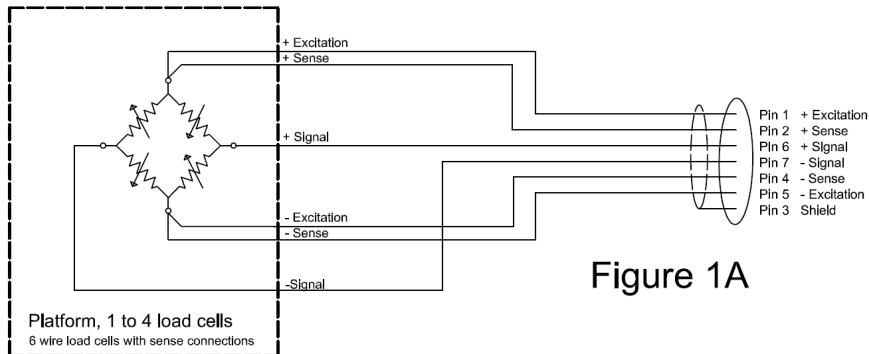 + Excitation
+ Sense
+ Signal
- Excitation
- Sense
-Signal
Pin 1 + Excitation
Pin 2 + Sense
Pin 6 + Signal
Pin 7 - Signal
Pin 4 - Sense
Pin 5 - Excitation
Pin 3 Shield
Figure 1A
Platform, 1 to 4 load cells
6 wire load cells with sense connections